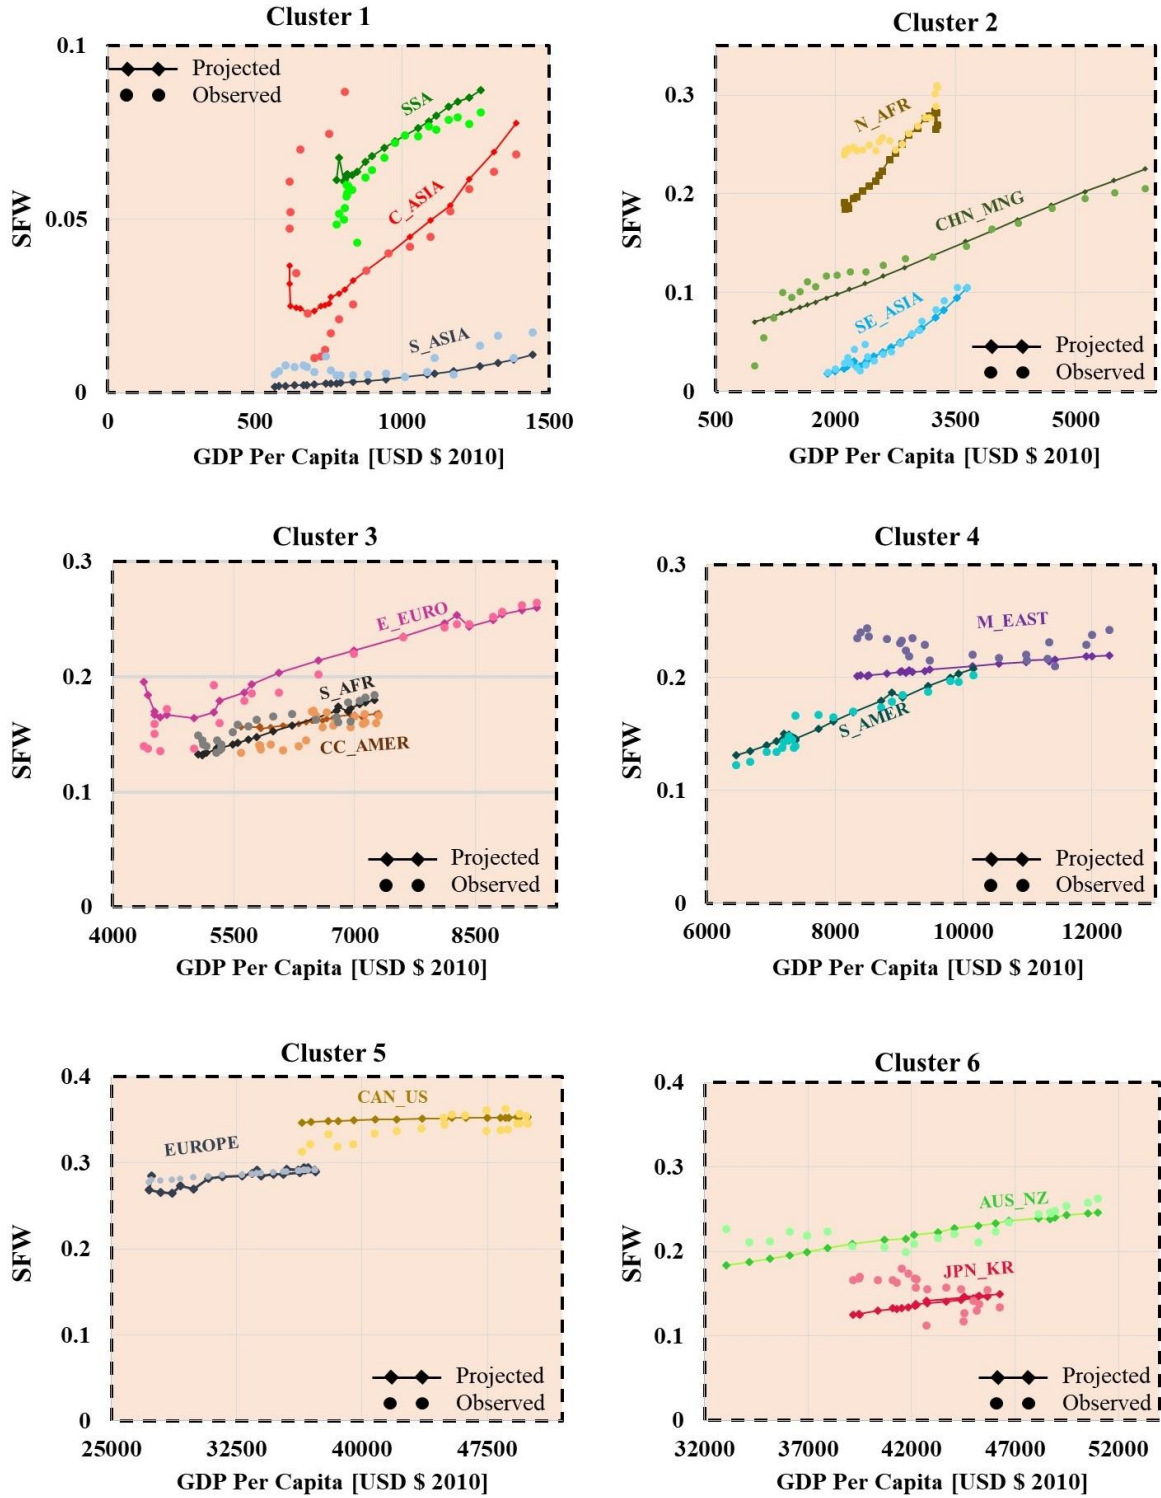 Cluster 1
0.1
0.05
0
SFW
Projected
Observed
SSA
C_ASIA
S_ASIA
0 500 1000 1500
GDP Per Capita [USD $ 2010]
Cluster 2
0.3
0.2
0.1
0
SFW
N_AFR
CHN_MNG
SE_ASIA
Projected
Observed
500 2000 3500 5000
GDP Per Capita [USD $ 2010]
Cluster 3
0.3
0.2
0.1
0
SFW
E_EURO
S_AFR
CC_AMER
Projected
Observed
4000 5500 7000 8500
GDP Per Capita [USD $ 2010]
Cluster 4
0.3
0.2
0.1
0
SFW
M_EAST
S_AMER
Projected
Observed
6000 8000 10000 12000
GDP Per Capita [USD $ 2010]
Cluster 5
0.4
0.3
0.2
0.1
0
SFW
CAN_US
EUROPE
Projected
Observed
25000 32500 40000 47500
GDP Per Capita [USD $ 2010]
Cluster 6
0.4
0.3
0.2
0.1
0
SFW
AUS_NZ
JPN_KR
Projected
Observed
32000 37000 42000 47000 52000
GDP Per Capita [USD $ 2010]